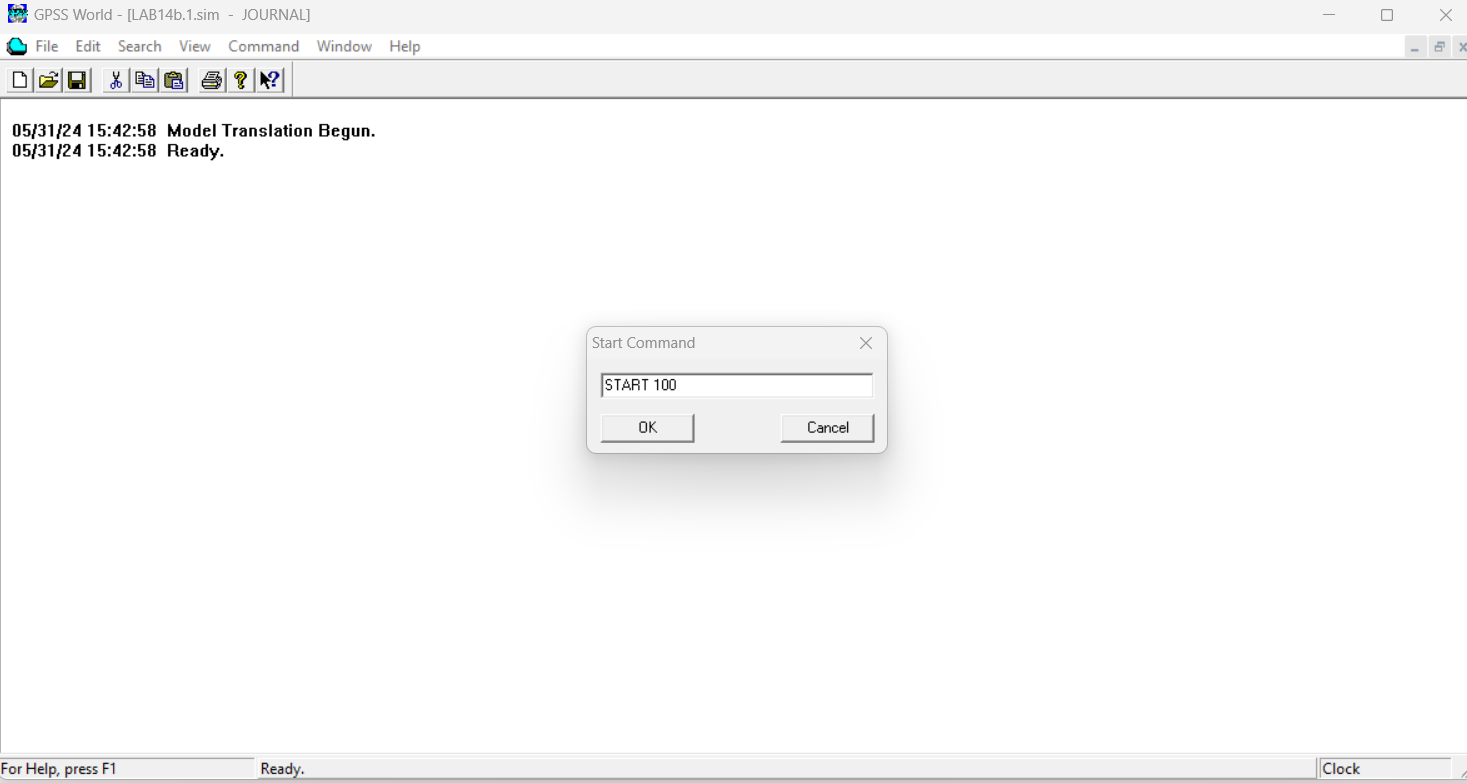 GPSS World - [LAB14b.1.sim - JOURNAL]
File Edit Search View Command Window Help
05/31/24 15:42:58 Model Translation Begun.
05/31/24 15:42:58 Ready.
Start Command
START 100
OK Cancel
For Help, press F1 Ready. Clock